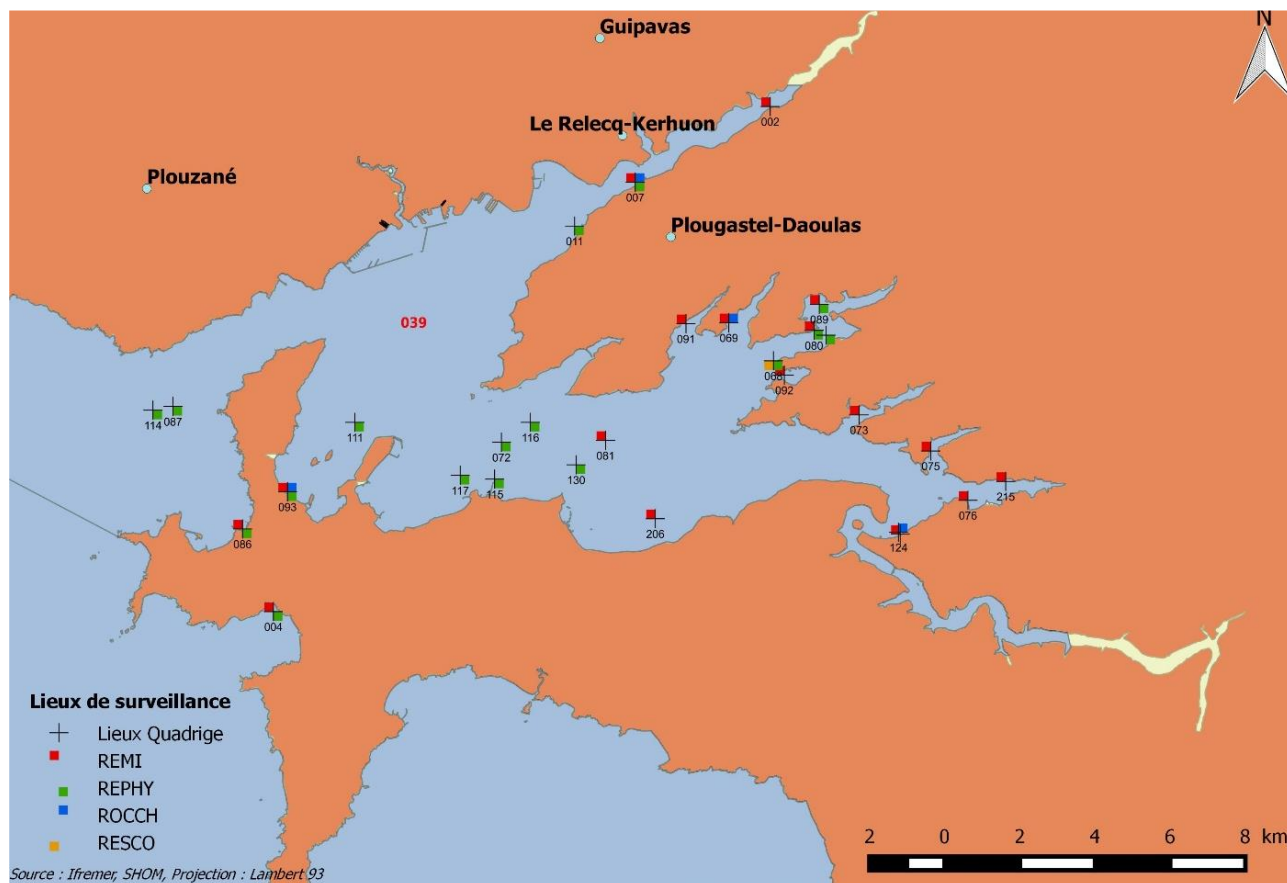 N
Guipavas
002
Le Relecq-Kerhuon
Plouzané
007
Plougastel-Daoulas
011
089
039
091
069
080
068
092
114
087
111
116
073
072
081
075
130
117
115
215
093
076
206
086
124
004
Lieux de surveillance
Lieux Quadrige
REMI
REPHY
ROCCH
RESCO
2 0 2 4 6 8 km
Source : Ifremer, SHOM, Projection : Lambert 93